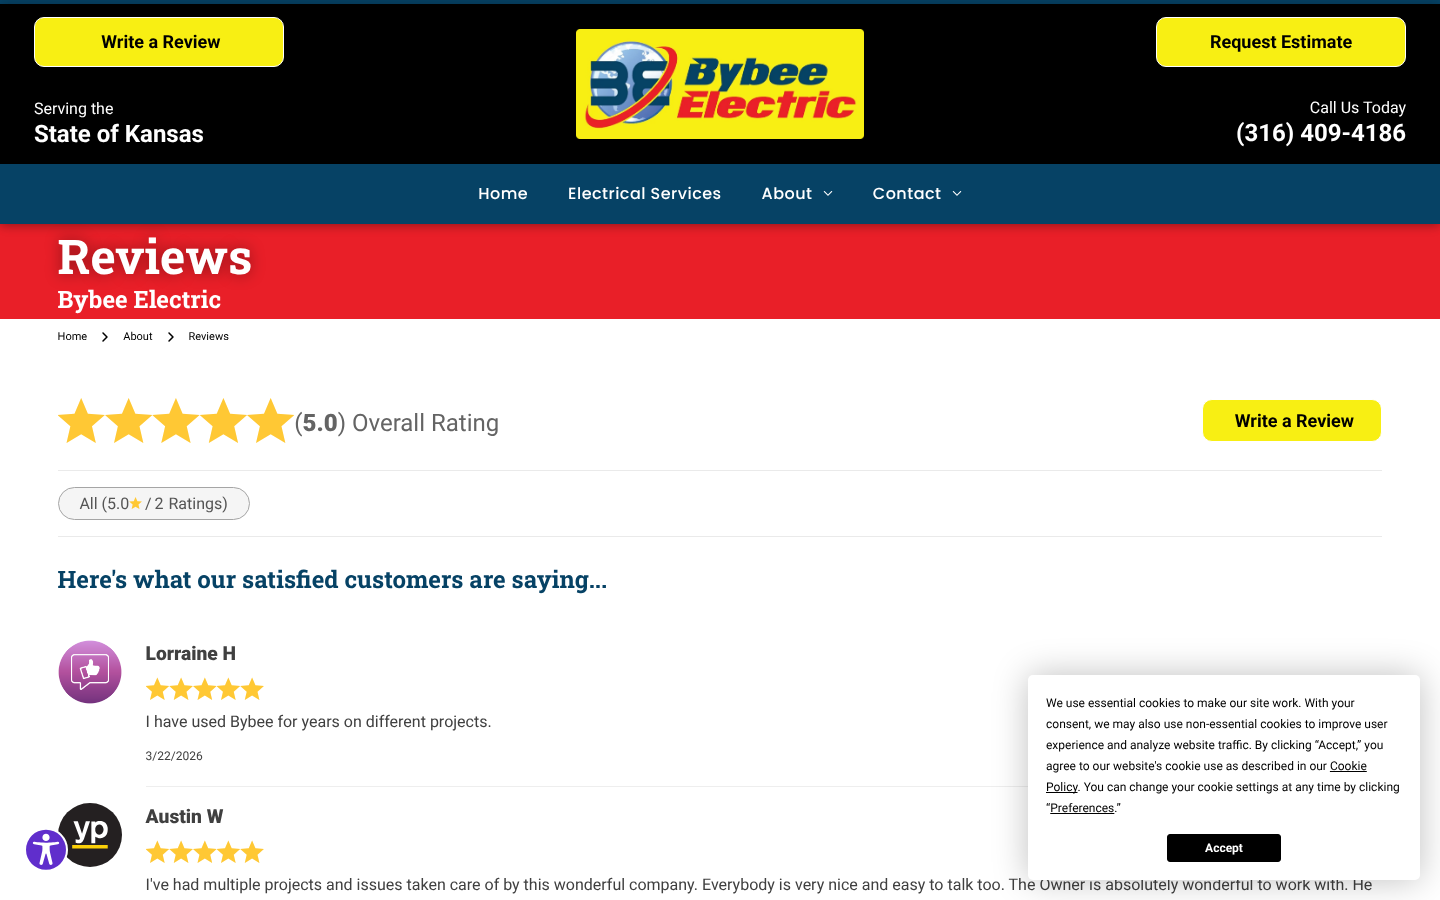 Write a Review
Serving the
State of Kansas
BE Bybee
Electric
Request Estimate
Call Us Today
(316) 409-4186
Home
Electrical Services
About
Contact
Reviews
Bybee Electric
Home
About
Reviews
(5.0) Overall Rating
Write a Review
All (5.0 / 2 Ratings)
Here's what our satisfied customers are saying...
Lorraine H
I have used Bybee for years on different projects.
3/22/2026
yp
Austin W
I've had multiple projects and issues taken care of by this wonderful company. Everybody is very nice and easy to talk too. The Owner is absolutely wonderful to work with. He
We use essential cookies to make our site work. With your
consent, we may also use non-essential cookies to improve user
experience and analyze website traffic. By clicking “Accept,” you
agree to our website's cookie use as described in our Cookie
Policy. You can change your cookie settings at any time by clicking
“Preferences.”
Accept